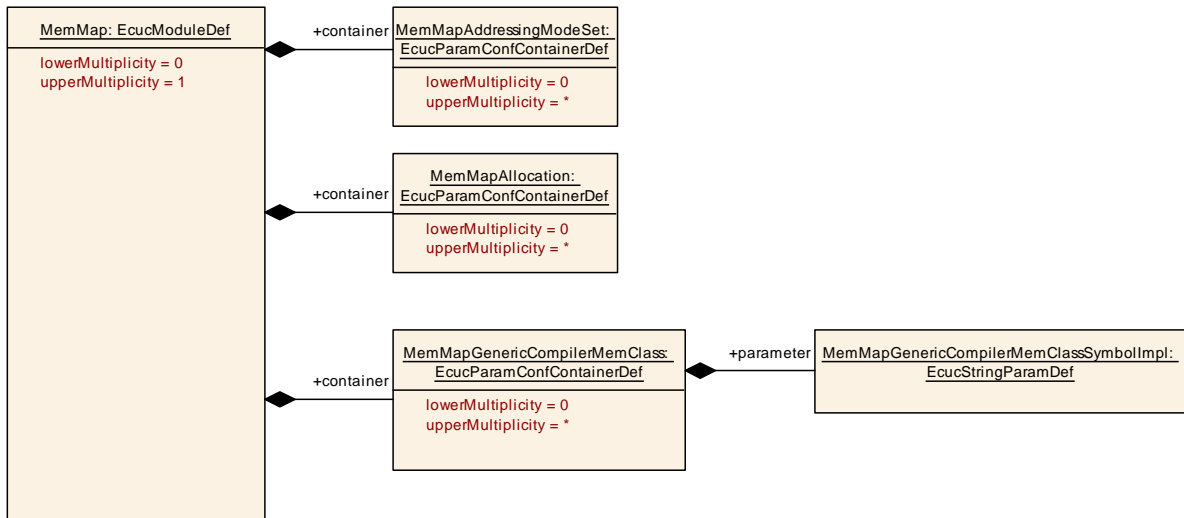 MemMap: EcucModuleDef
lowerMultiplicity = 0
upperMultiplicity = 1
+container
MemMapAddressingModeSet:
EcucParamConfContainerDef
lowerMultiplicity = 0
upperMultiplicity = *
+container
MemMapAllocation:
EcucParamConfContainerDef
lowerMultiplicity = 0
upperMultiplicity = *
+container
MemMapGenericCompilerMemClass:
EcucParamConfContainerDef
lowerMultiplicity = 0
upperMultiplicity = *
+parameter
MemMapGenericCompilerMemClassSymbolImpl:
EcucStringParamDef